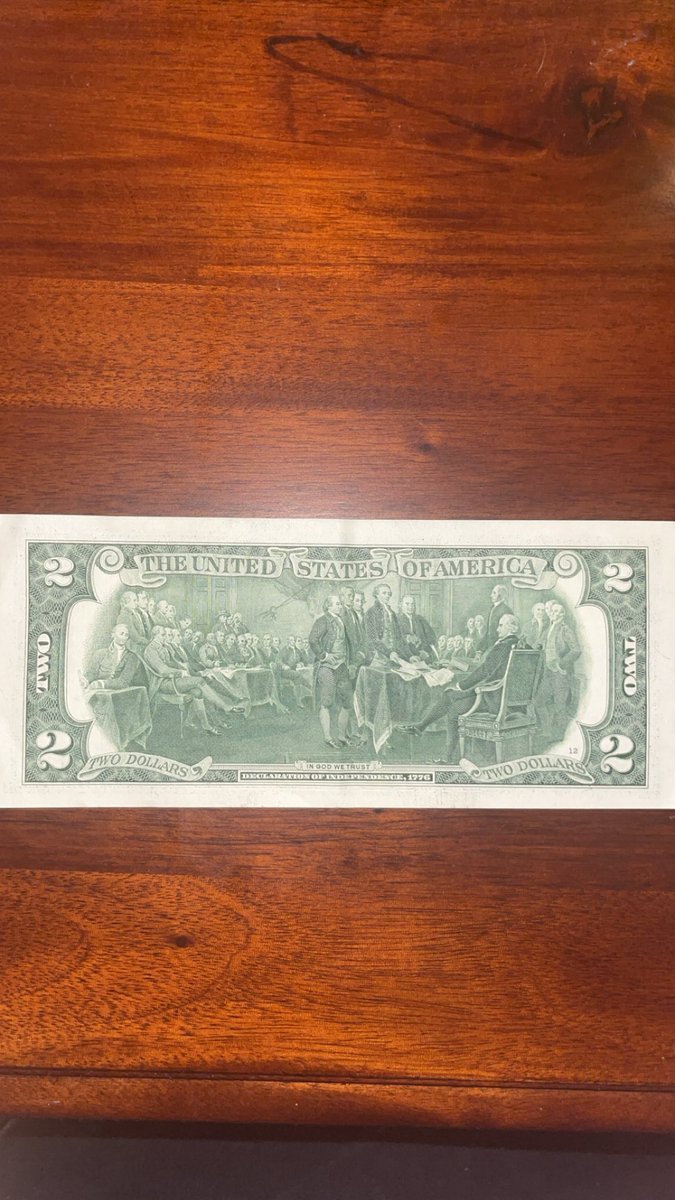 THE UNITED STATES OF AMERICA
2 2
TWO TWO
2 12 2
TWO DOLLARS IN GOD WE TRUST TWO DOLLARS
DECLARATION OF INDEPENDENCE, 1776